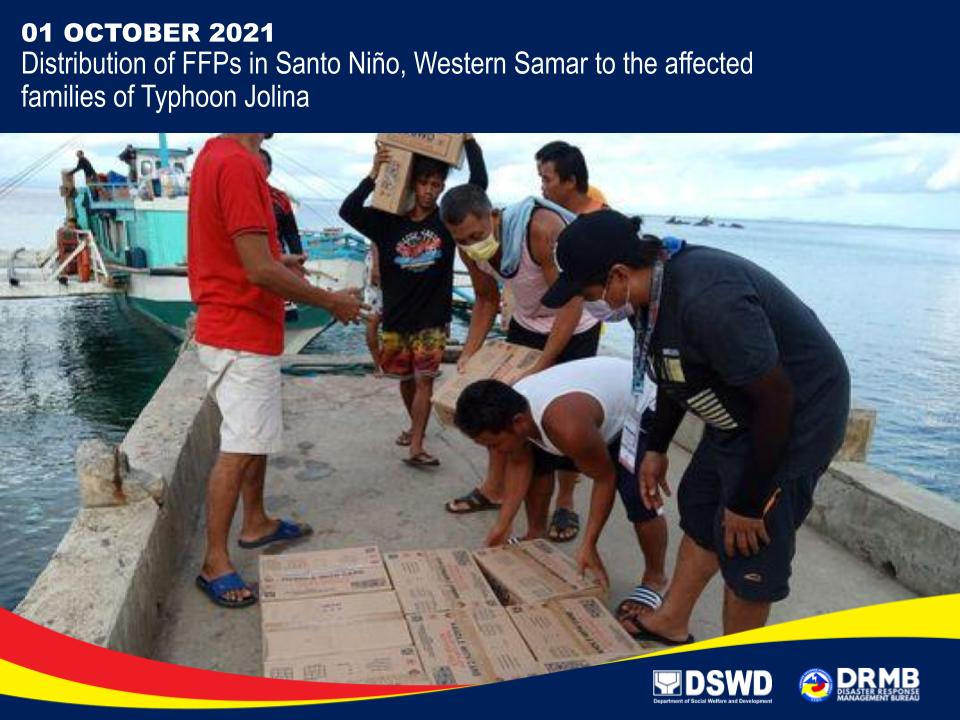 01 OCTOBER 2021
Distribution of FFPs in Santo Niño, Western Samar to the affected
families of Typhoon Jolina
DSWD
Department of Social Welfare and Development
DRMB
DISASTER RESPONSE
MANAGEMENT BUREAU